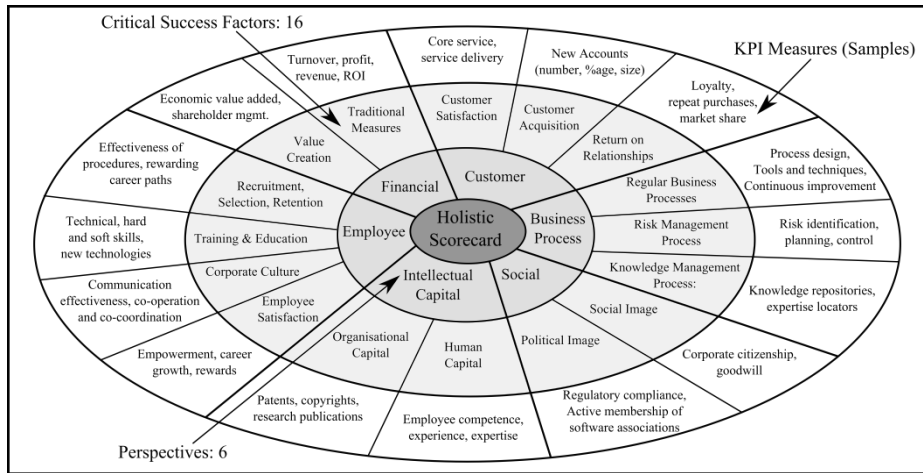 Critical Success Factors: 16
KPI Measures (Samples)
Perspectives: 6
Holistic
Scorecard
Financial
Customer
Business
Process
Social
Intellectual
Capital
Employee
Traditional
Measures
Value
Creation
Customer
Satisfaction
Customer
Acquisition
Return on
Relationships
Regular Business
Processes
Risk Management
Process
Knowledge Management
Process:
Social Image
Political Image
Human
Capital
Organisational
Capital
Employee
Satisfaction
Corporate Culture
Training & Education
Recruitment,
Selection, Retention
Turnover, profit,
revenue, ROI
Core service,
service delivery
New Accounts
(number, %age, size)
Loyalty,
repeat purchases,
market share
Process design,
Tools and techniques,
Continuous improvement
Risk identification,
planning, control
Knowledge repositories,
expertise locators
Corporate citizenship,
goodwill
Regulatory compliance,
Active membership of
software associations
Employee competence,
experience, expertise
Patents, copyrights,
research publications
Empowerment, career
growth, rewards
Communication
effectiveness, co-operation
and co-coordination
Technical, hard
and soft skills,
new technologies
Effectiveness of
procedures, rewarding
career paths
Economic value added,
shareholder mgmt.